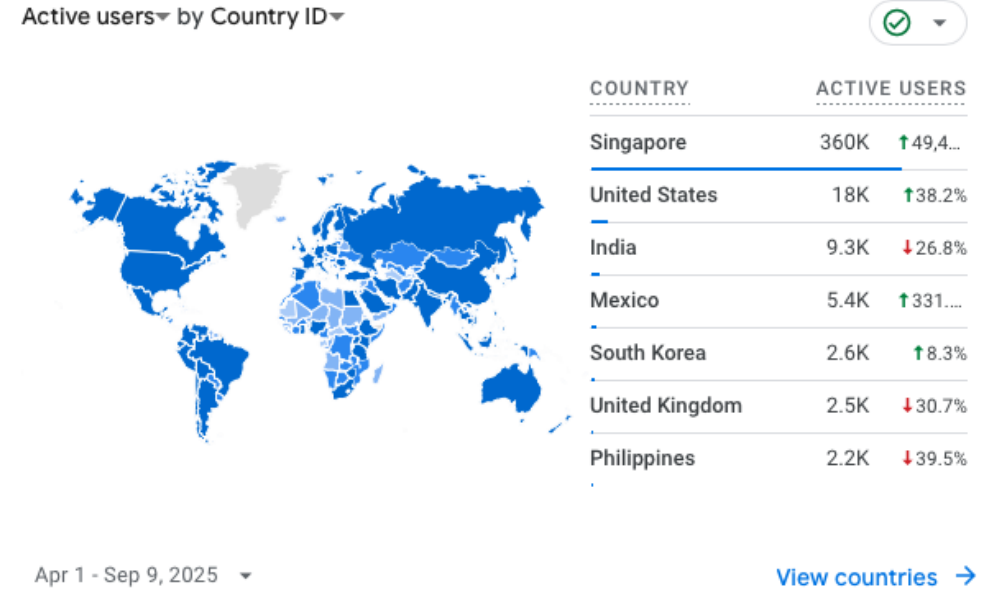 Active users by Country ID
COUNTRY ACTIVE USERS
Singapore 360K ↑49,4…
United States 18K ↑38.2%
India 9.3K ↓26.8%
Mexico 5.4K ↑331.…
South Korea 2.6K ↑8.3%
United Kingdom 2.5K ↓30.7%
Philippines 2.2K ↓39.5%
Apr 1 - Sep 9, 2025
View countries →